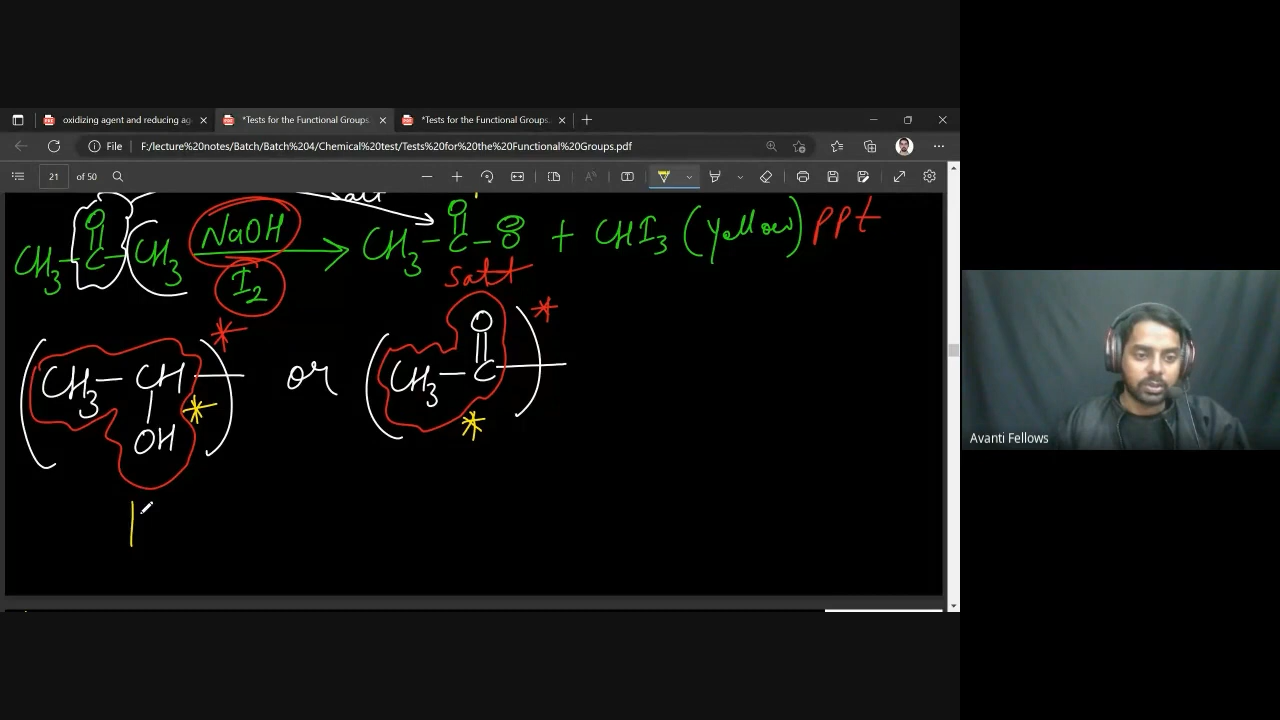 oxidizing agent and reducing ag
*Tests for the Functional Groups.
*Tests for the Functional Groups.
File
F:/lecture%20notes/Batch/Batch%204/Chemical%20test/Tests%20for%20the%20Functional%20Groups.pdf
21 of 50
salt
O
CH3-C-CH3 NaOH I2 → CH3-C-O + CHI3 (yellow) ppt
salt
O
(CH3-CH-) * or (CH3-C-) *
OH * *
Avanti Fellows